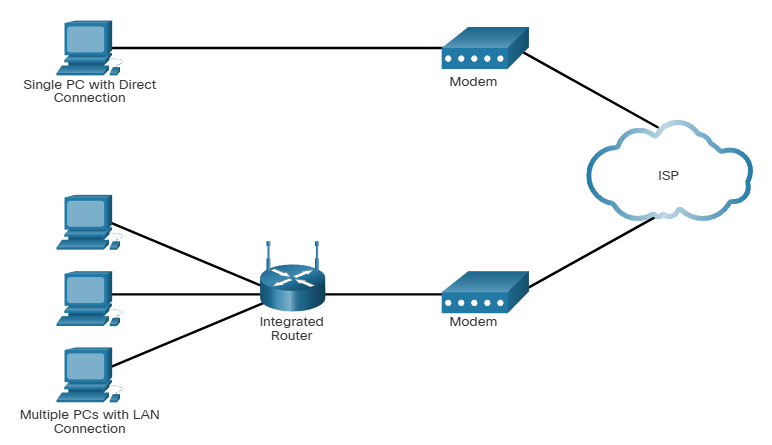 Single PC with Direct
Connection
Modem
ISP
Integrated
Router
Modem
Multiple PCs with LAN
Connection